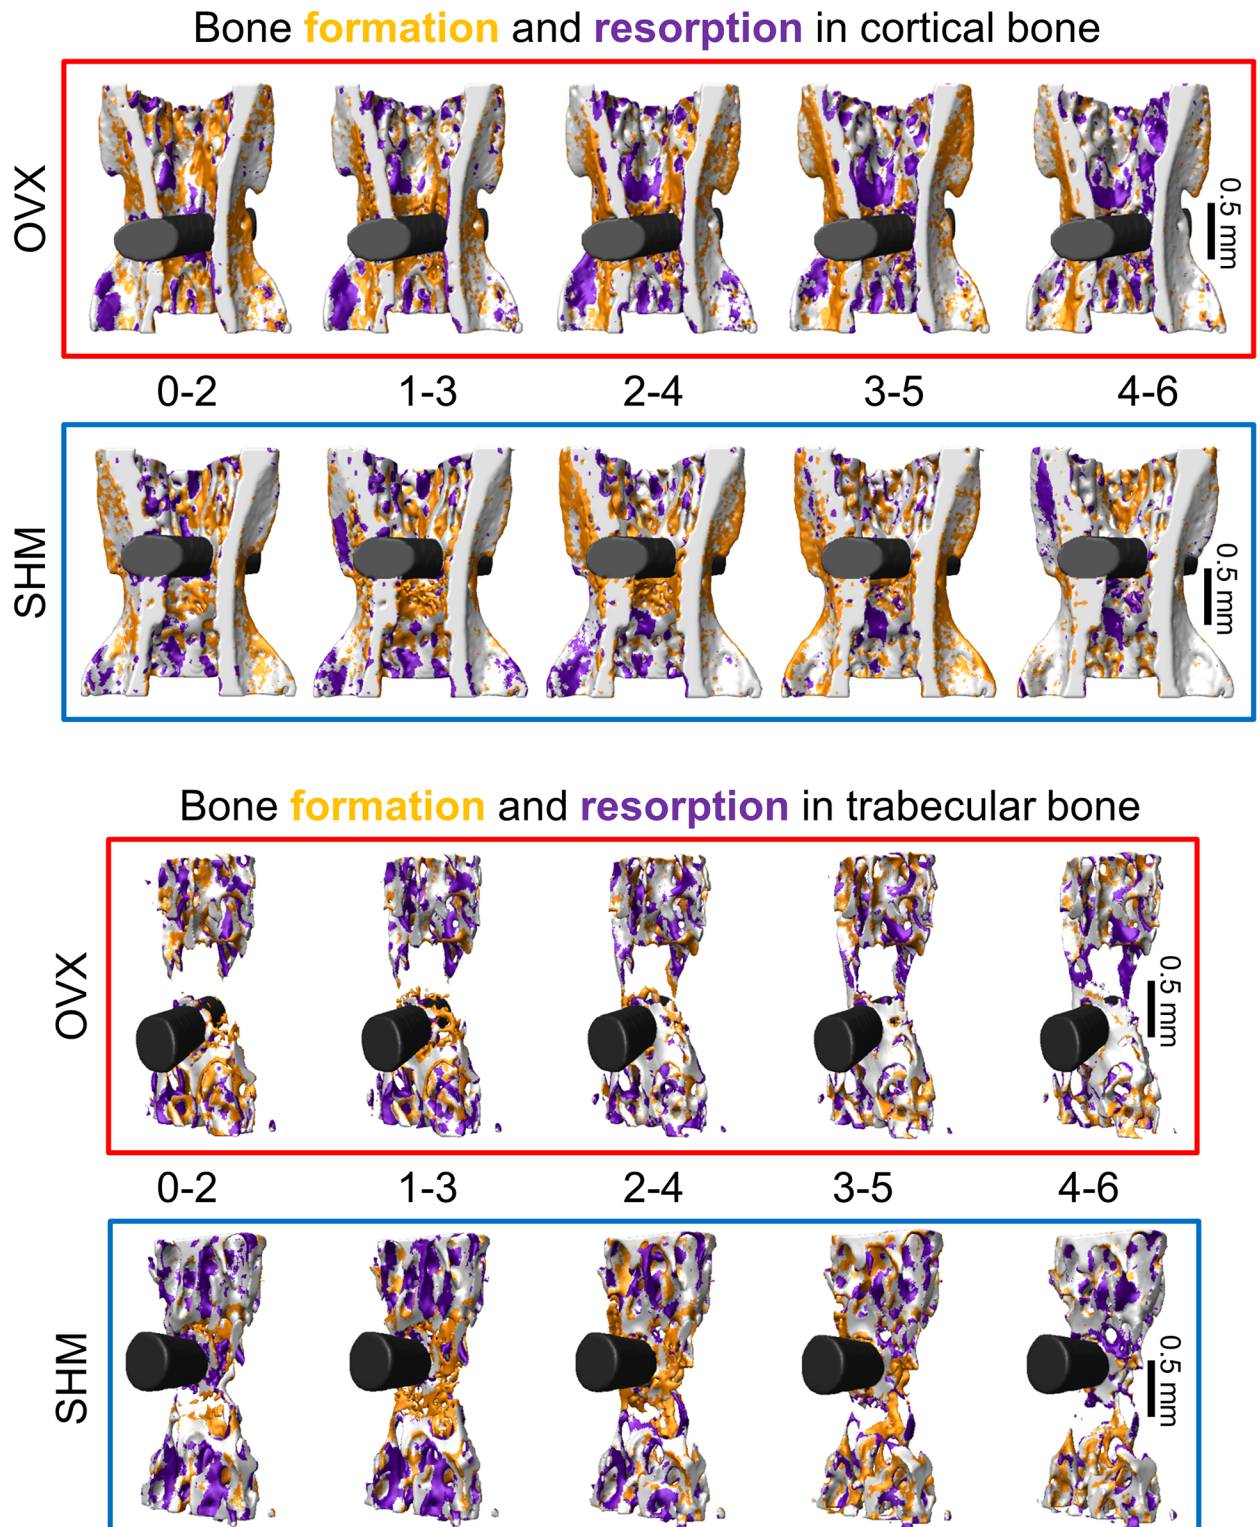 Bone formation and resorption in cortical bone
OVX
0.5 mm
0-2 1-3 2-4 3-5 4-6
SHM
0.5 mm
Bone formation and resorption in trabecular bone
OVX
0.5 mm
0-2 1-3 2-4 3-5 4-6
SHM
0.5 mm